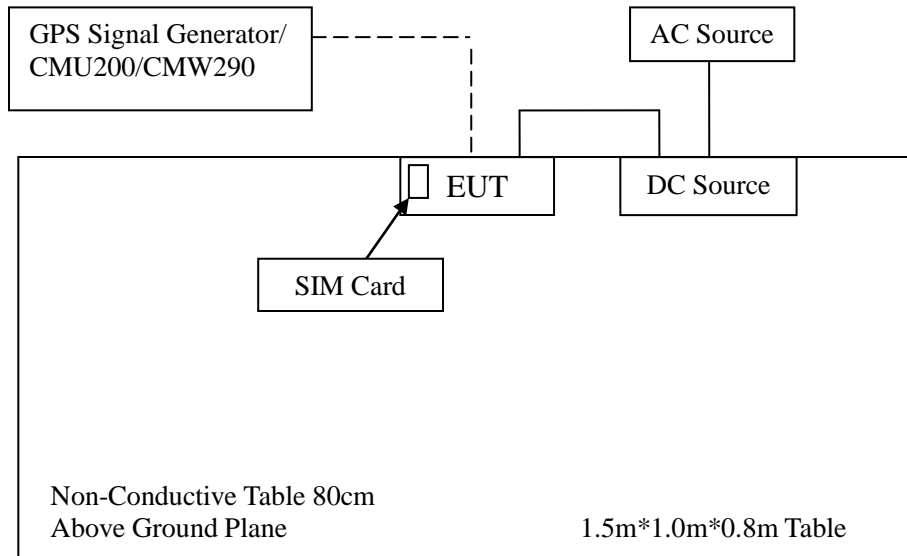 GPS Signal Generator/
CMU200/CMW290
AC Source
EUT
DC Source
SIM Card
Non-Conductive Table 80cm
Above Ground Plane
1.5m*1.0m*0.8m Table